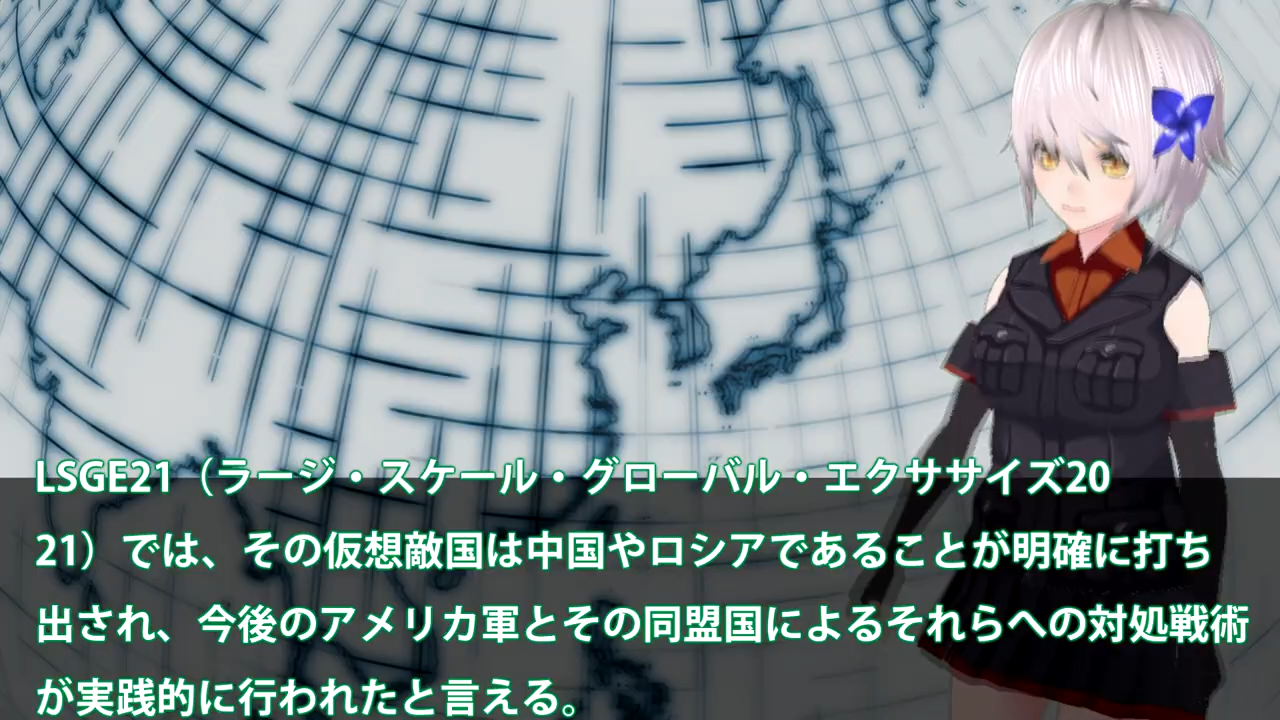 LSGE21（ラージ・スケール・グローバル・エクササイズ20
21）では、その仮想敵国は中国やロシアであることが明確に打ち
出され、今後のアメリカ軍とその同盟国によるそれらへの対処戦術
が実践的に行われたと言える。